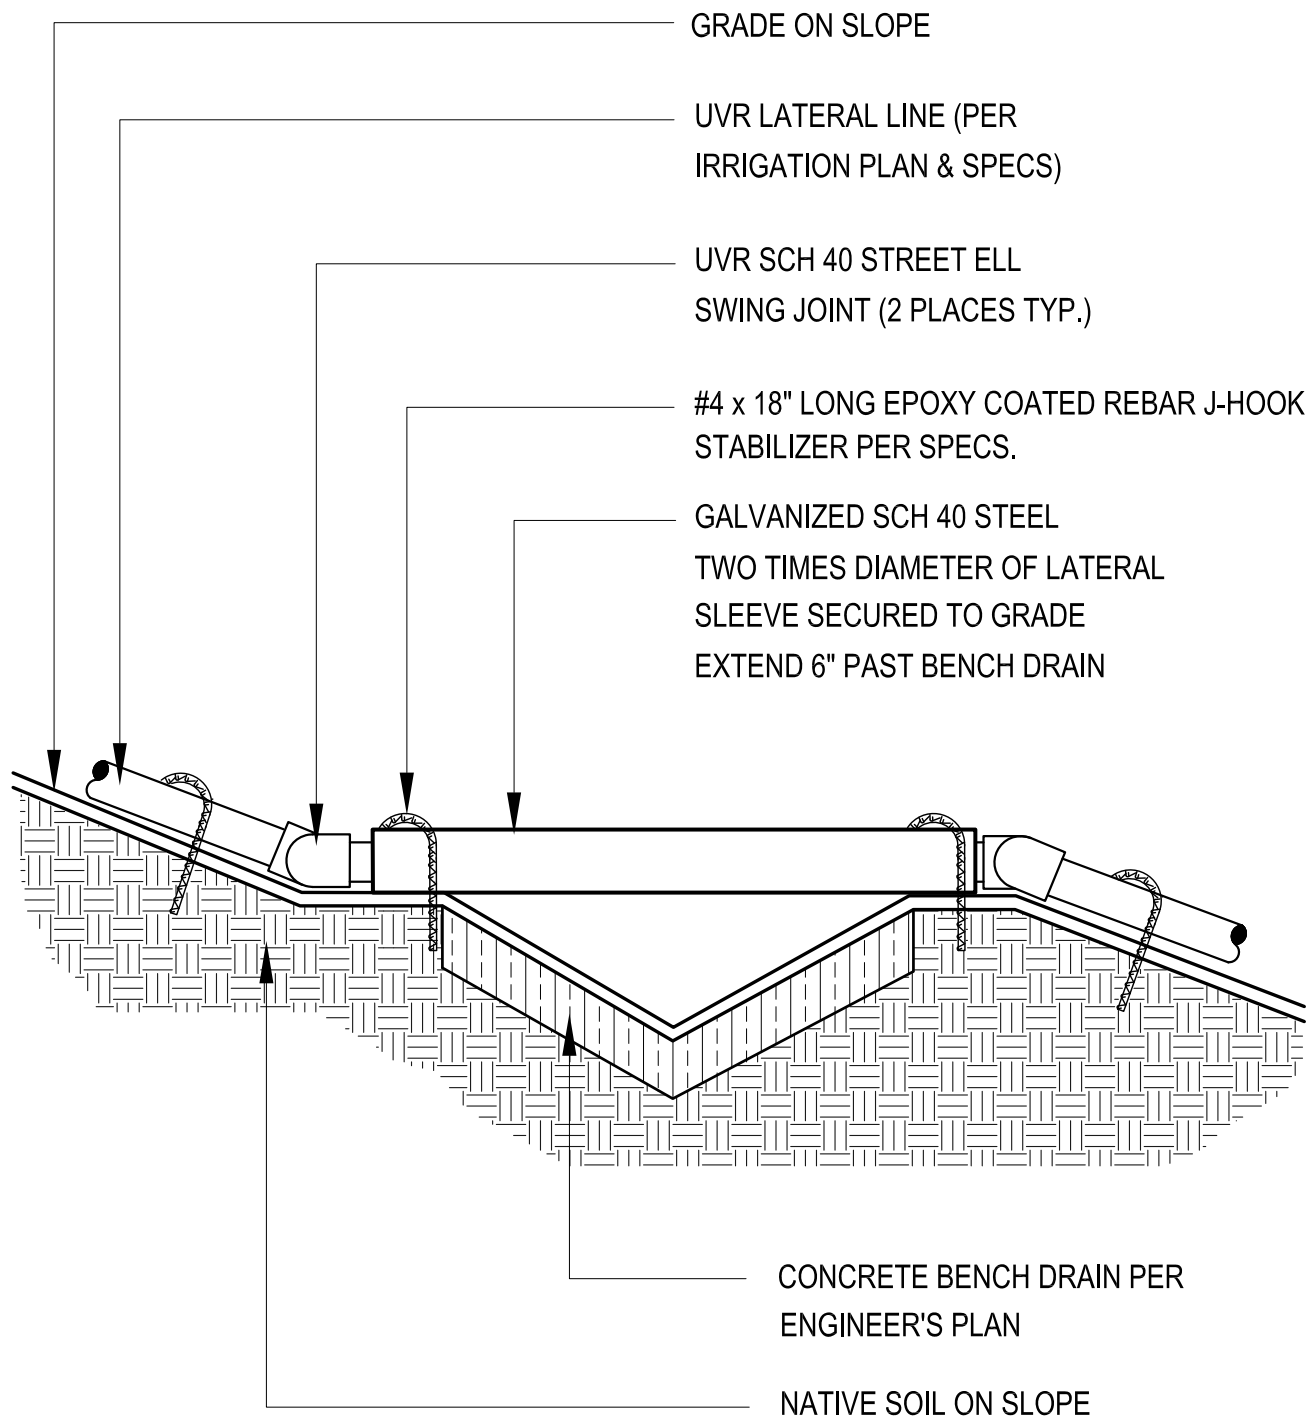 GRADE ON SLOPE
UVR LATERAL LINE (PER
IRRIGATION PLAN & SPECS)
UVR SCH 40 STREET ELL
SWING JOINT (2 PLACES TYP.)
#4 x 18" LONG EPOXY COATED REBAR J-HOOK
STABILIZER PER SPECS.
GALVANIZED SCH 40 STEEL
TWO TIMES DIAMETER OF LATERAL
SLEEVE SECURED TO GRADE
EXTEND 6" PAST BENCH DRAIN
CONCRETE BENCH DRAIN PER
ENGINEER'S PLAN
NATIVE SOIL ON SLOPE